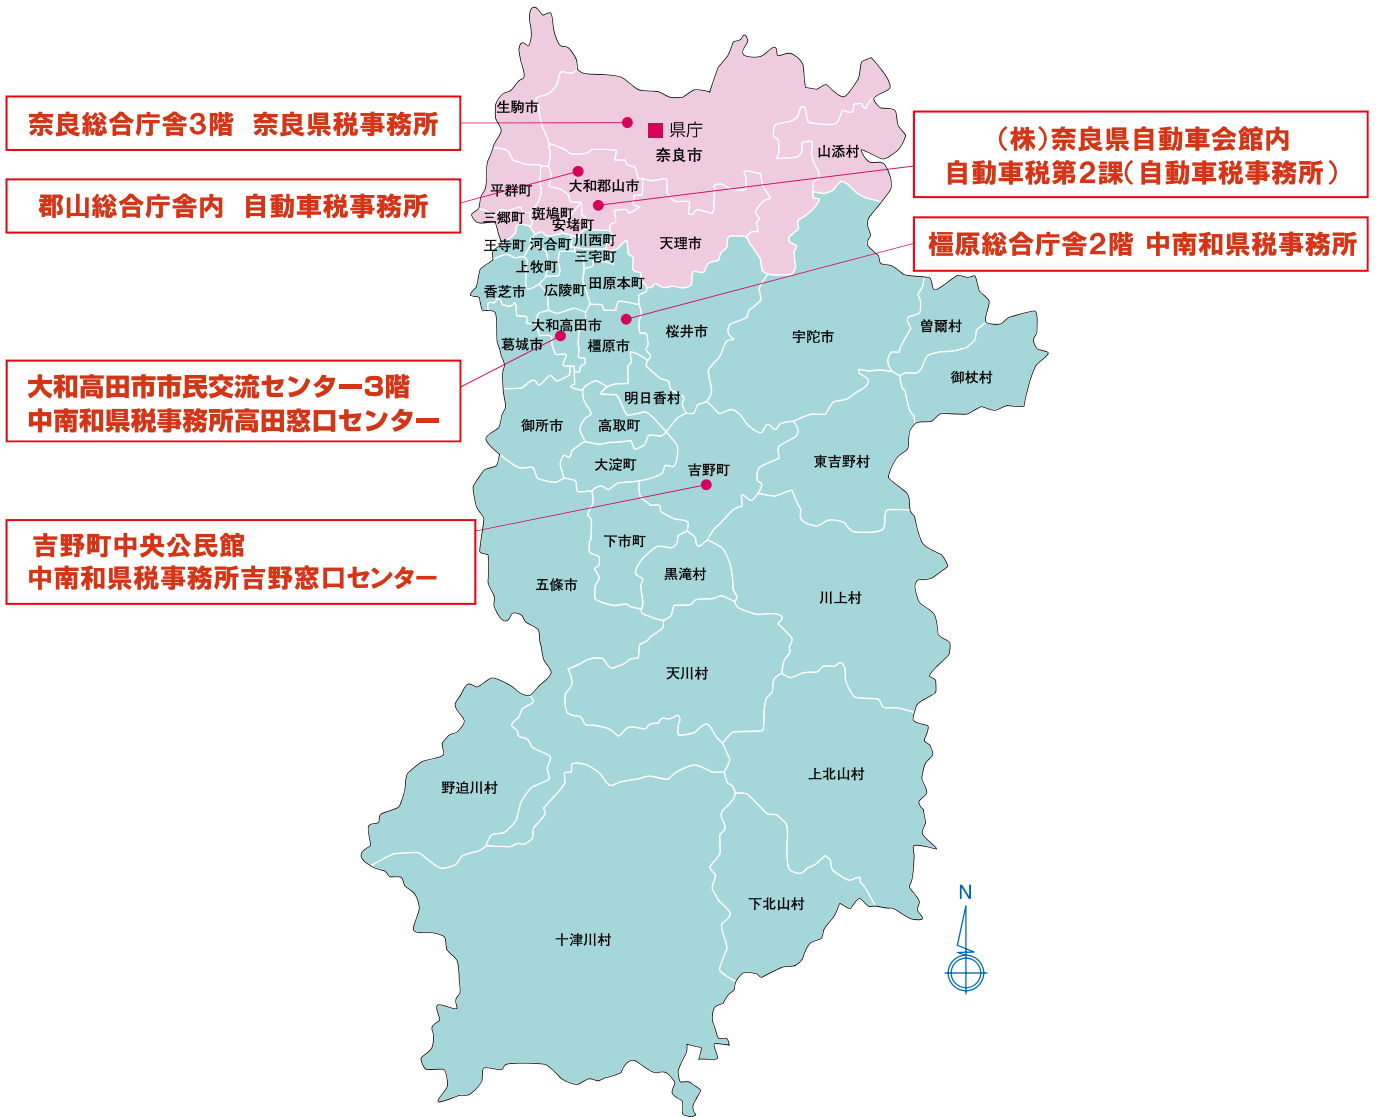 奈良総合庁舎3階 奈良県税事務所
郡山総合庁舎内 自動車税事務所
大和高田市市民交流センター3階
中南和県税事務所高田窓口センター
吉野町中央公民館
中南和県税事務所吉野窓口センター
(株)奈良県自動車会館内
自動車税第2課(自動車税事務所)
橿原総合庁舎2階 中南和県税事務所
生駒市
県庁
奈良市
山添村
平群町
大和郡山市
三郷町
斑鳩町
安堵町
天理市
王寺町
河合町
川西町
三宅町
上牧町
香芝市
広陵町
田原本町
大和高田市
葛城市
橿原市
桜井市
宇陀市
曽爾村
御杖村
明日香村
御所市
高取町
大淀町
吉野町
東吉野村
下市町
黒滝村
五條市
川上村
天川村
野迫川村
上北山村
下北山村
十津川村
N